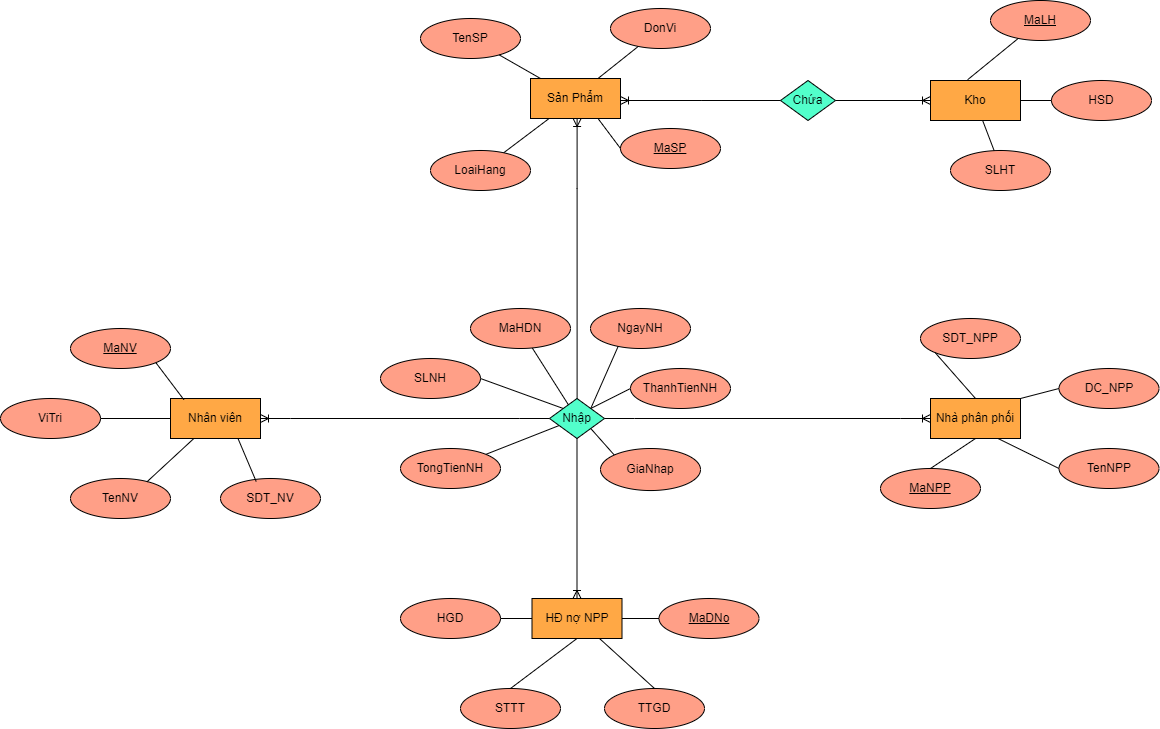 MaLH
DonVi
TenSP
Sản Phẩm
Chứa
Kho
HSD
MaSP
LoaiHang
SLHT
MaHDN
NgayNH
SDT_NPP
MaNV
SLNH
ThanhTienNH
DC_NPP
ViTri
Nhân viên
Nhập
Nhà phân phối
TongTienNH
GiaNhap
TenNPP
MaNPP
TenNV
SDT_NV
HGD
HĐ nợ NPP
MaDNo
STTT
TTGD